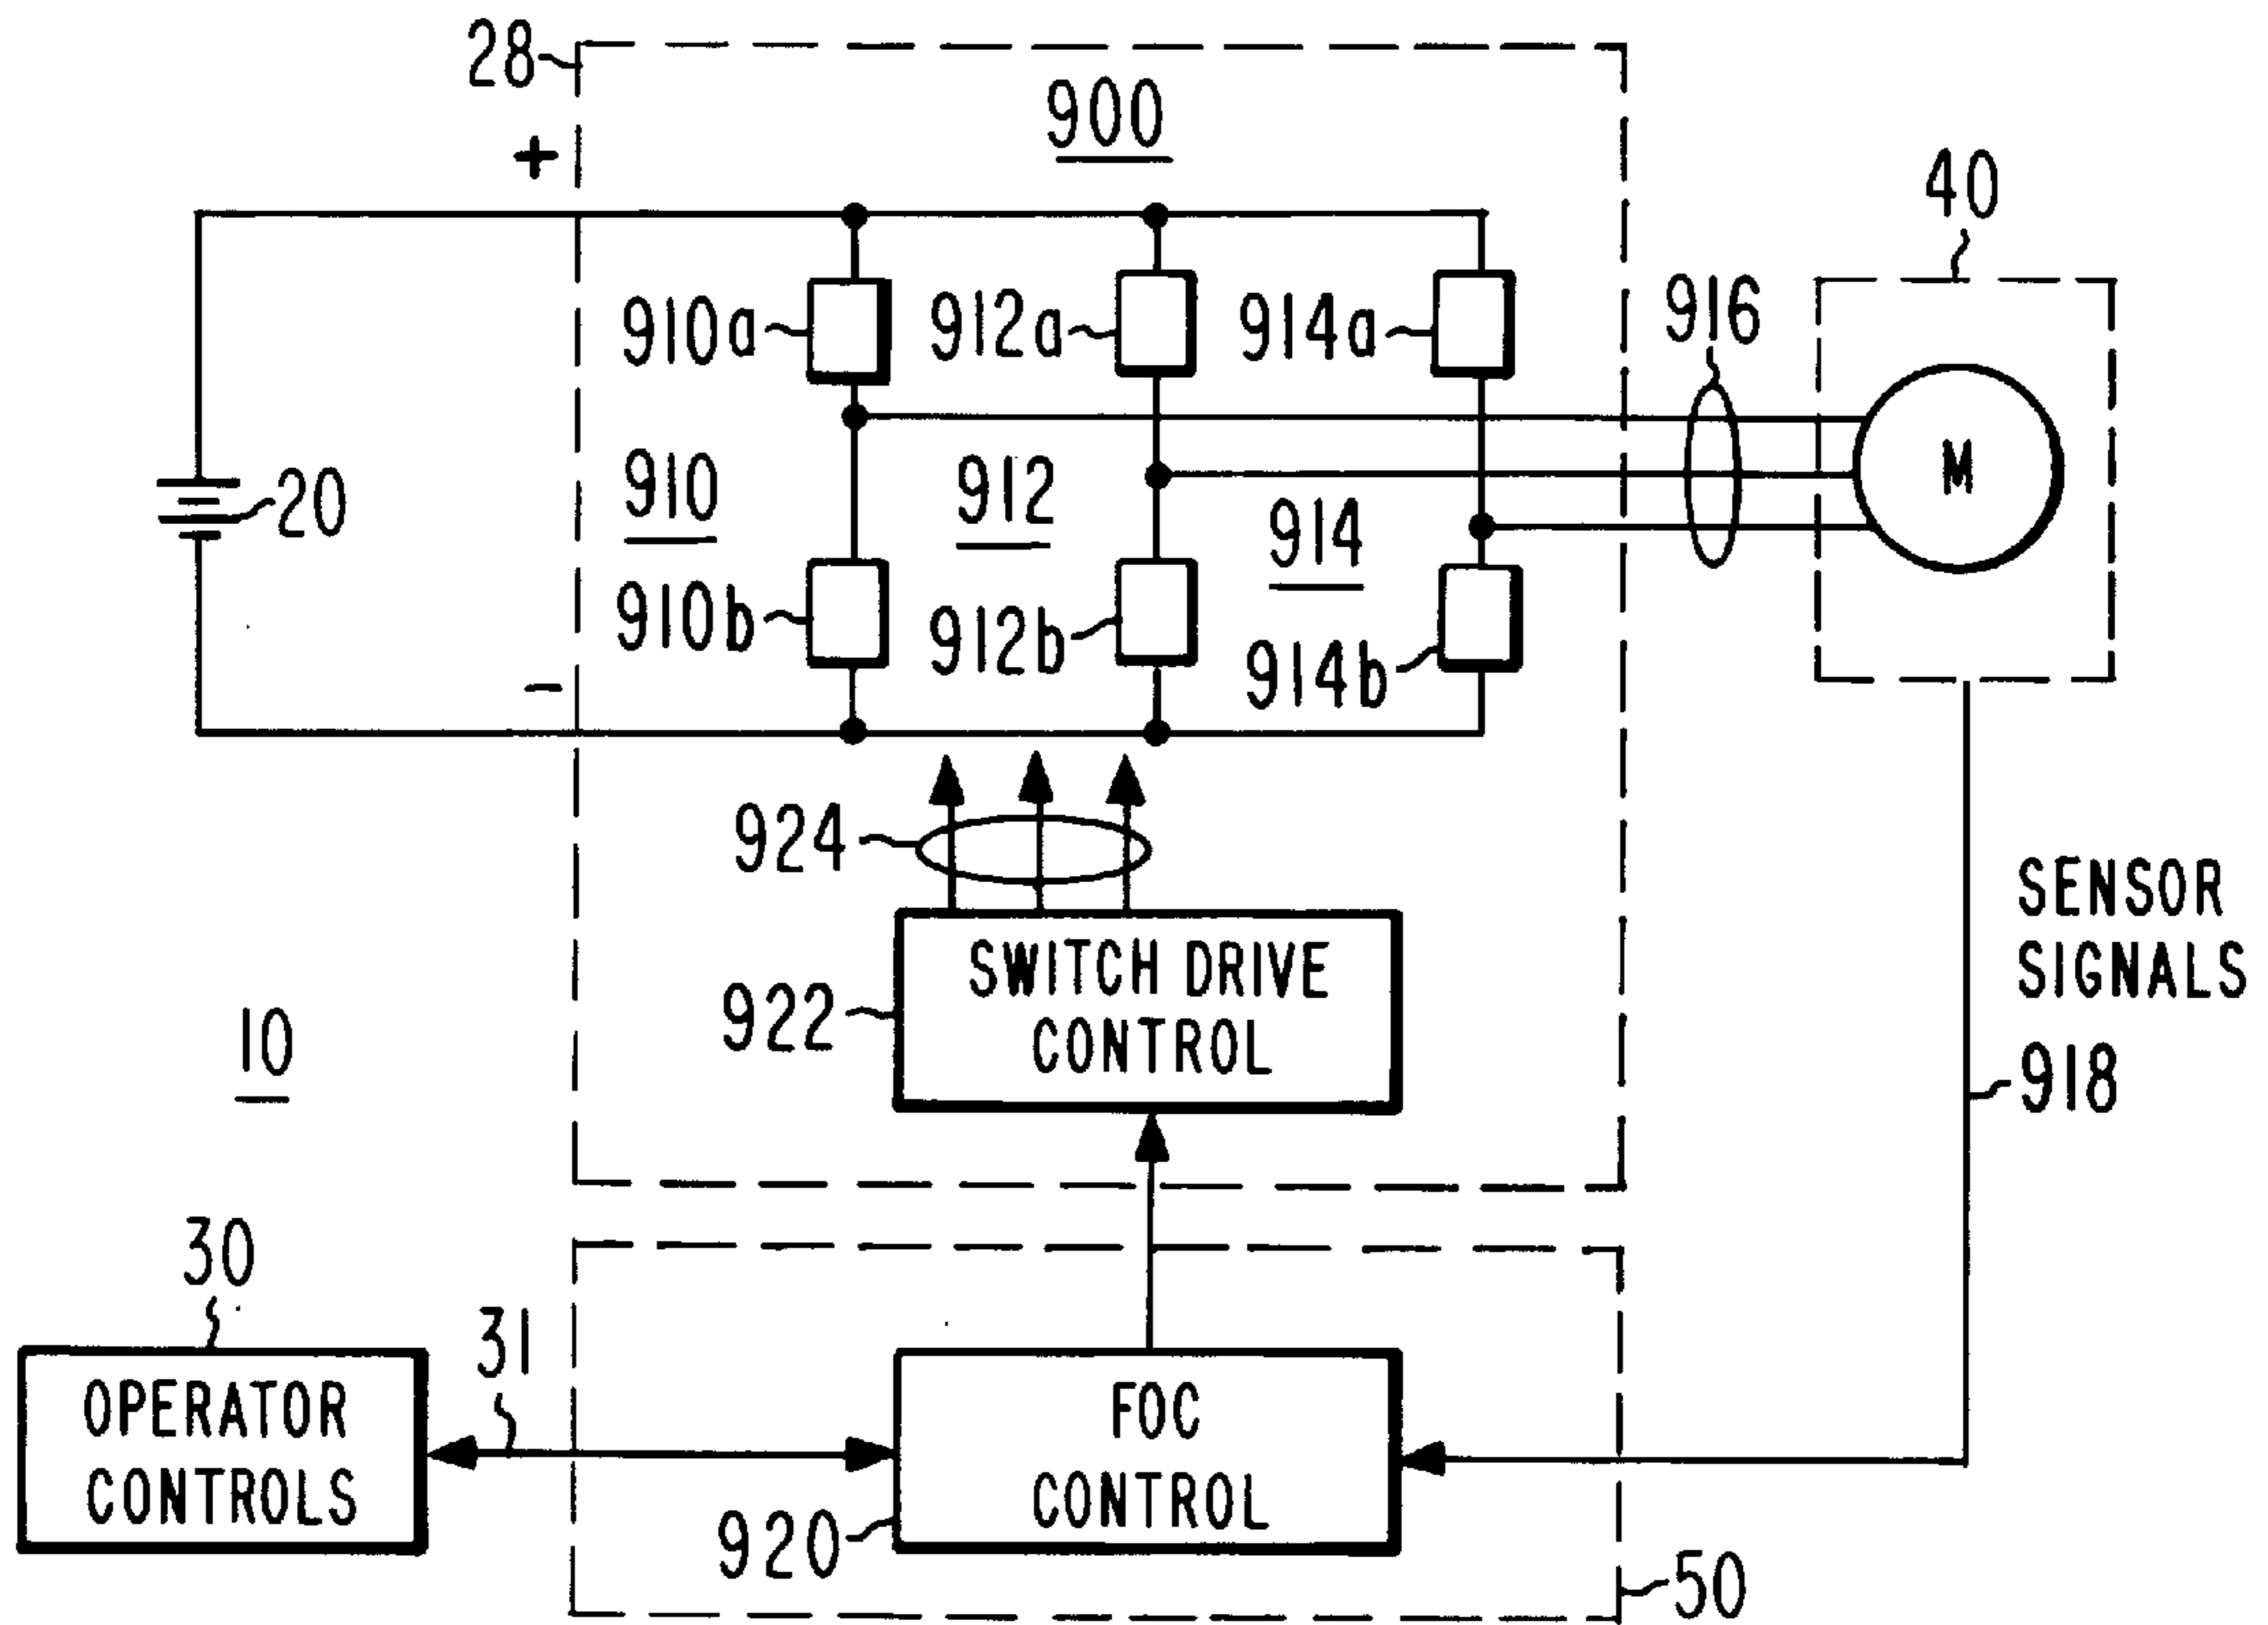 28
900
+
40
910a
912a
914a
916
910
912
M
20
914
910b
912b
914b
-
924
SENSOR
SIGNALS
SWITCH DRIVE
CONTROL
922
10
918
30
31
OPERATOR
CONTROLS
FOC
CONTROL
920
50